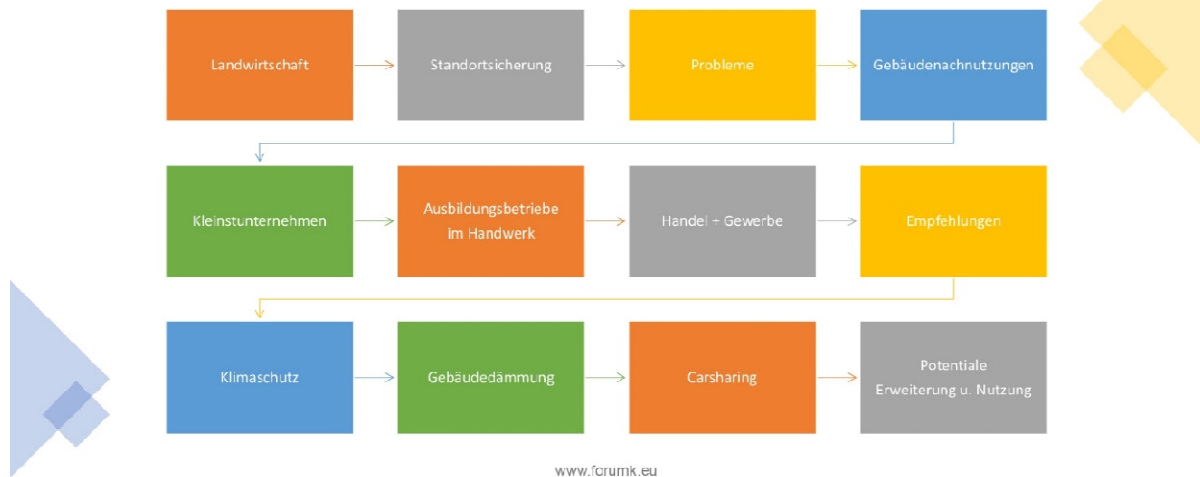 Landwirtschaft
Standortsicherung
Probleme
Gebäudenachnutzungen
Kleinstunternehmen
Ausbildungsbetriebe
im Handwerk
Handel + Gewerbe
Empfehlungen
Klimaschutz
Gebäudedämmung
Carsharing
Potentiale
Erweiterung u. Nutzung
www.forumk.eu